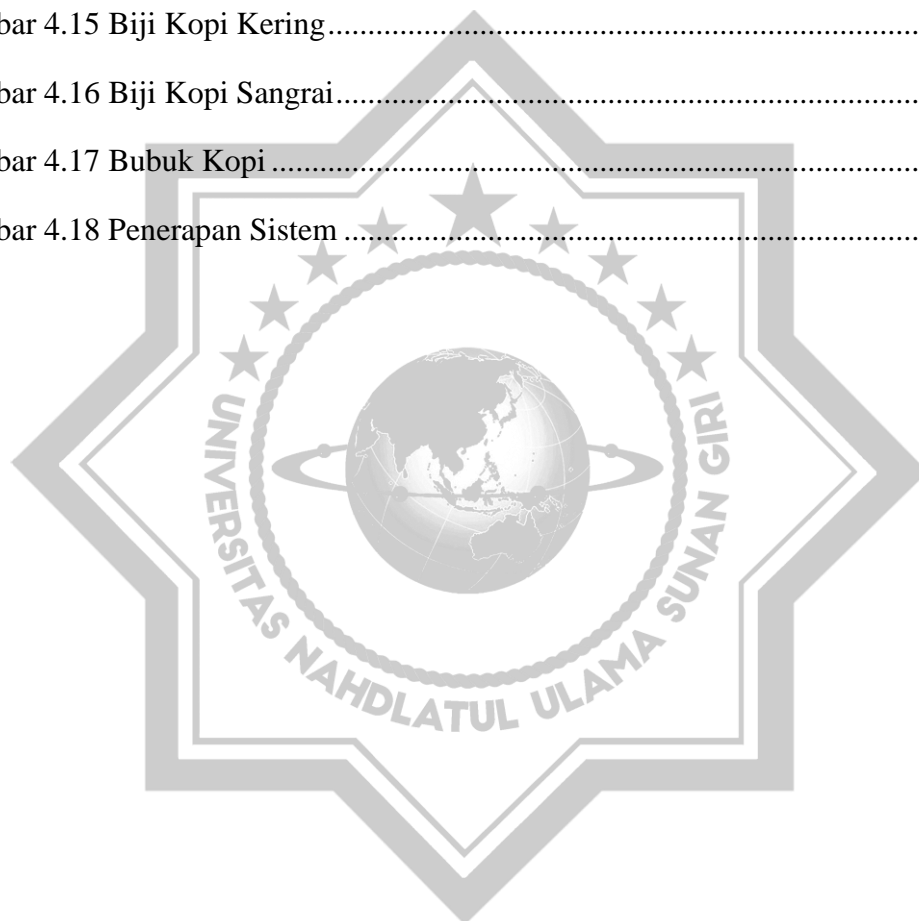 bar 4.15 Biji Kopi Kering........................................................................
bar 4.16 Biji Kopi Sangrai.......................................................................
bar 4.17 Bubuk Kopi ...............................................................................
bar 4.18 Penerapan Sistem ......................................................................
UNIVERSITAS NAHDLATUL ULAMA SUNAN GIRI